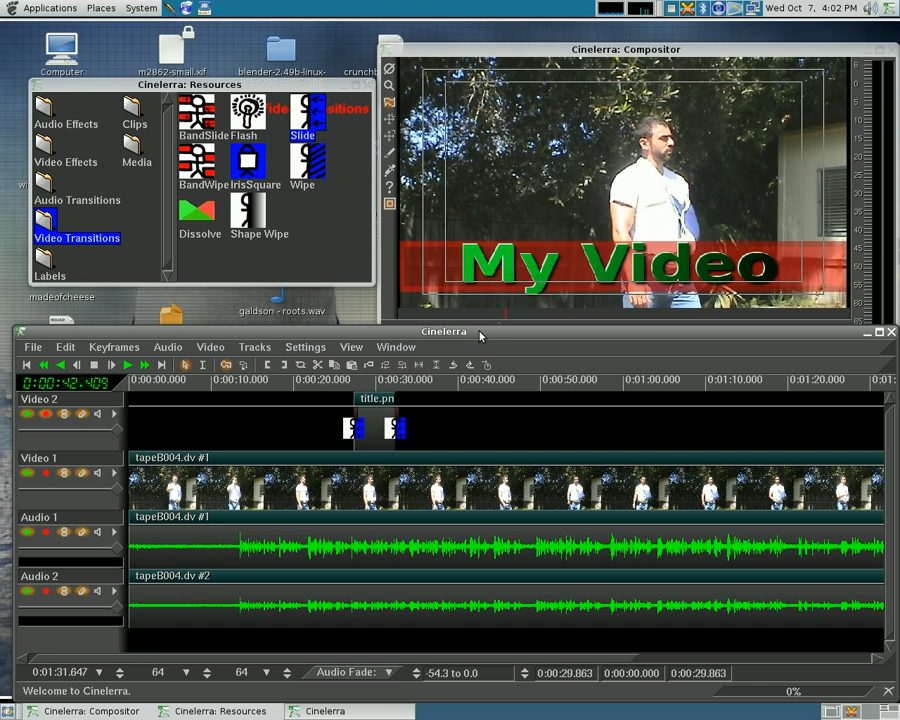 Applications Places System
Wed Oct 7, 4:02 PM
Computer
m2862-small.xif
blender-2.49b-linux-
crunchb
Cinelerra: Resources
Cinelerra: Compositor
Audio Effects
Clips
Video Effects
Media
Audio Transitions
Video Transitions
Labels
BandSlide Flash Slide
BandWipe IrisSquare Wipe
Dissolve Shape Wipe
My Video
madeofcheese
galdson - roots.wav
Cinelerra
File Edit Keyframes Audio Video Tracks Settings View Window
0:00:42.409
0:00:00.000 0:00:10.000 0:00:20.000 0:00:30.000 0:00:40.000 0:00:50.000 0:01:00.000 0:01:10.000 0:01:20.000 0:01:
Video 2
title.pn
Video 1
tapeB004.dv #1
Audio 1
tapeB004.dv #1
Audio 2
tapeB004.dv #2
0:01:31.647 64 64 Audio Fade: -54.3 to 0.0 0:00:29.863 0:00:00.000 0:00:29.863
Welcome to Cinelerra.
0%
Cinelerra: Compositor Cinelerra: Resources Cinelerra